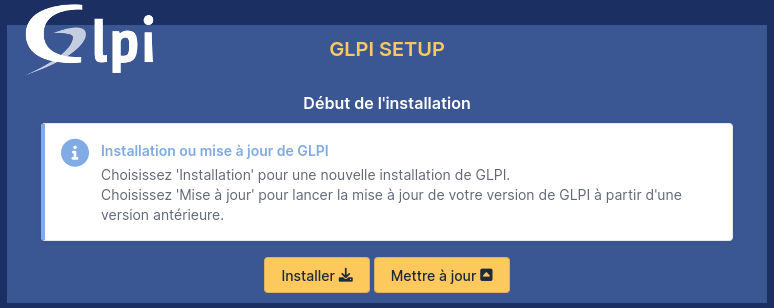 Glpi
GLPI SETUP
Début de l'installation
Installation ou mise à jour de GLPI
Choisissez 'Installation' pour une nouvelle installation de GLPI.
Choisissez 'Mise à jour' pour lancer la mise à jour de votre version de GLPI à partir d'une
version antérieure.
Installer
Mettre à jour